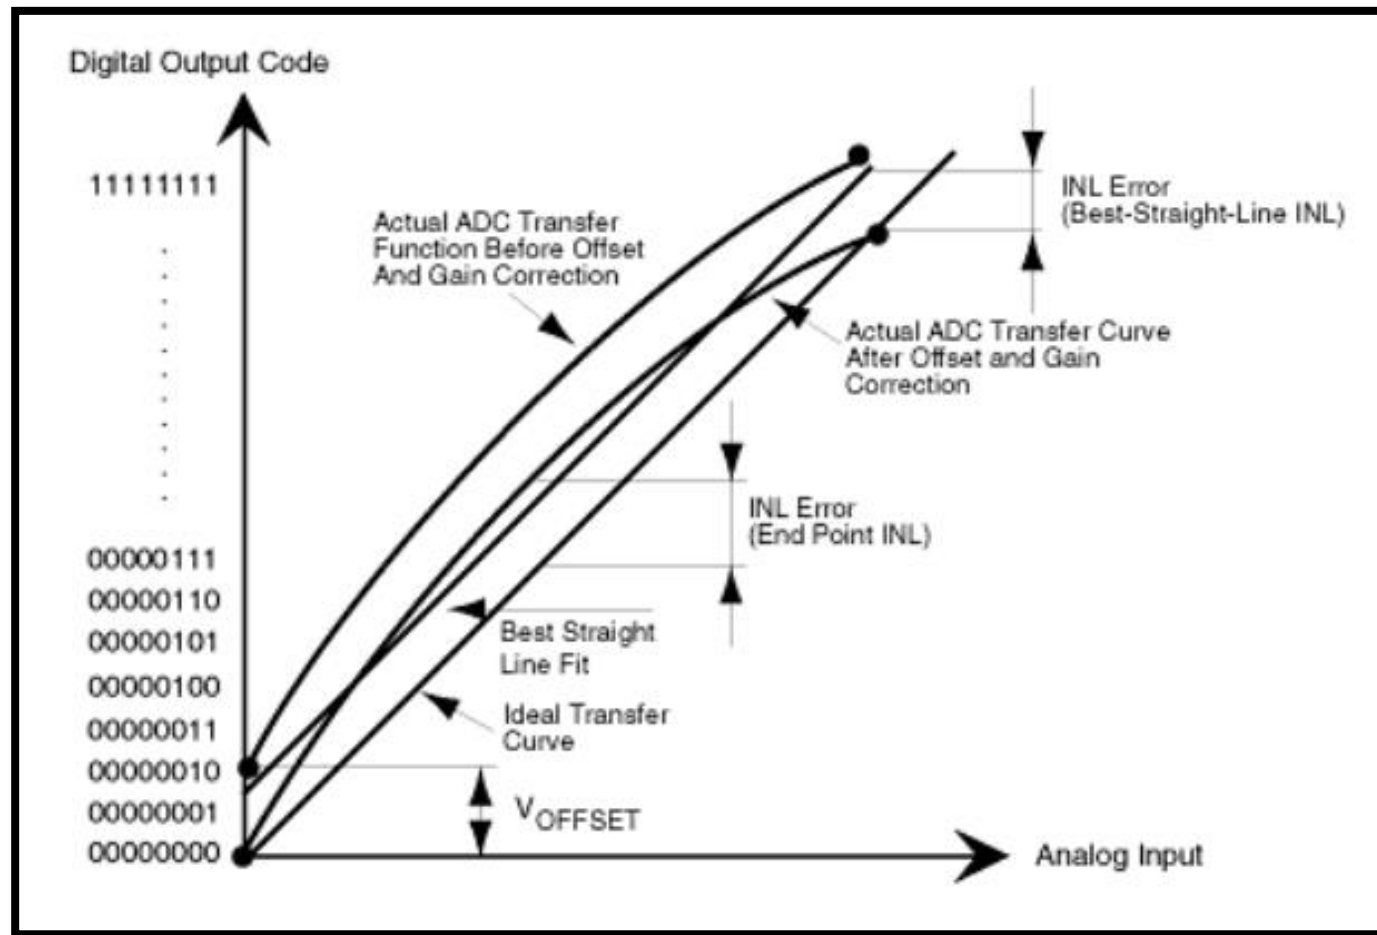 Digital Output Code
11111111
Actual ADC Transfer
Function Before Offset
And Gain Correction
INL Error
(Best-Straight-Line INL)
Actual ADC Transfer Curve
After Offset and Gain
Correction
INL Error
(End Point INL)
00000111
00000110
00000101
00000100
00000011
00000010
00000001
00000000
Best Straight
Line Fit
Ideal Transfer
Curve
VOFFSET
Analog Input